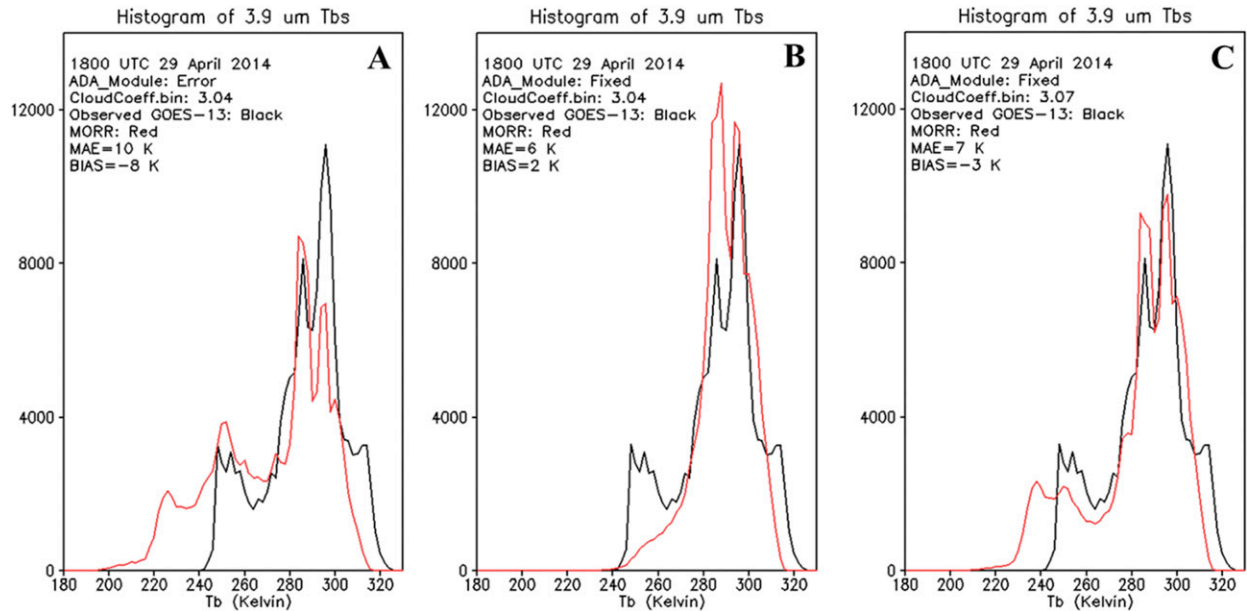 Histogram of 3.9 um Tbs
A
1800 UTC 29 April 2014
ADA_Module: Error
CloudCoeff.bin: 3.04
Observed GOES-13: Black
MORR: Red
MAE=10 K
BIAS=-8 K
12000
8000
4000
0
180 200 220 240 260 280 300 320
Tb (Kelvin)
Histogram of 3.9 um Tbs
B
1800 UTC 29 April 2014
ADA_Module: Fixed
CloudCoeff.bin: 3.04
Observed GOES-13: Black
MORR: Red
MAE=6 K
BIAS=2 K
12000
8000
4000
0
180 200 220 240 260 280 300 320
Tb (Kelvin)
Histogram of 3.9 um Tbs
C
1800 UTC 29 April 2014
ADA_Module: Fixed
CloudCoeff.bin: 3.07
Observed GOES-13: Black
MORR: Red
MAE=7 K
BIAS=-3 K
12000
8000
4000
0
180 200 220 240 260 280 300 320
Tb (Kelvin)